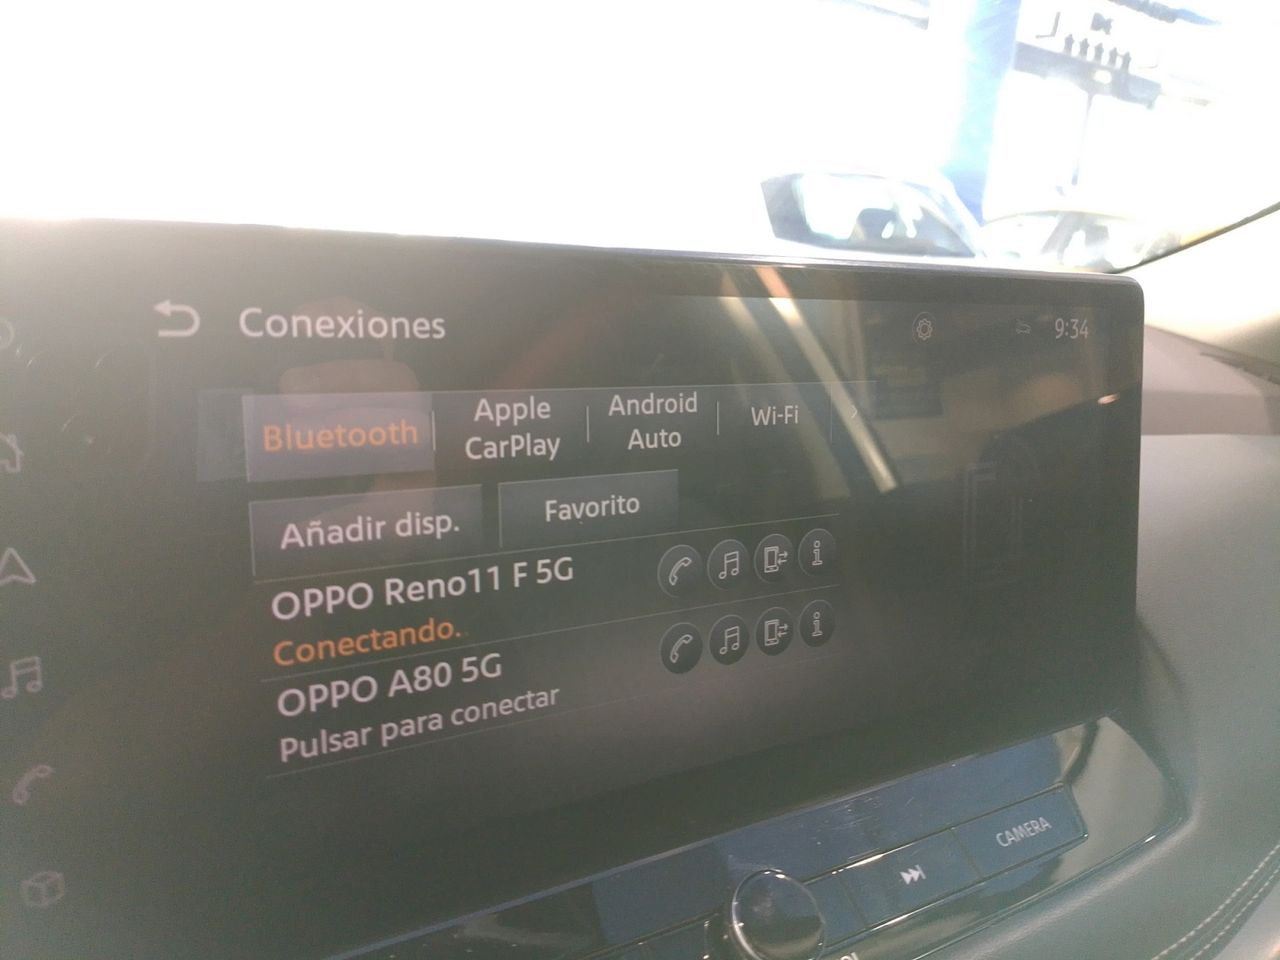 Conexiones
9:34
Bluetooth
Apple
CarPlay
Android
Auto
Wi-Fi
Añadir disp.
Favorito
OPPO Reno11 F 5G
Conectando.
OPPO A80 5G
Pulsar para conectar
CAMERA